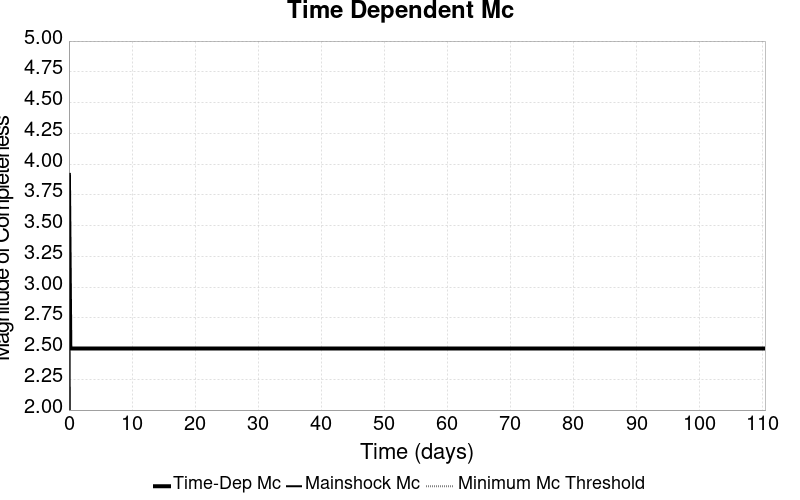 Time Dependent Mc
5.00
4.75
4.50
4.25
4.00
3.75
3.50
3.25
3.00
2.75
2.50
2.25
2.00
Magnitude of Completeness
0 10 20 30 40 50 60 70 80 90 100 110
Time (days)
Time-Dep Mc Mainshock Mc Minimum Mc Threshold